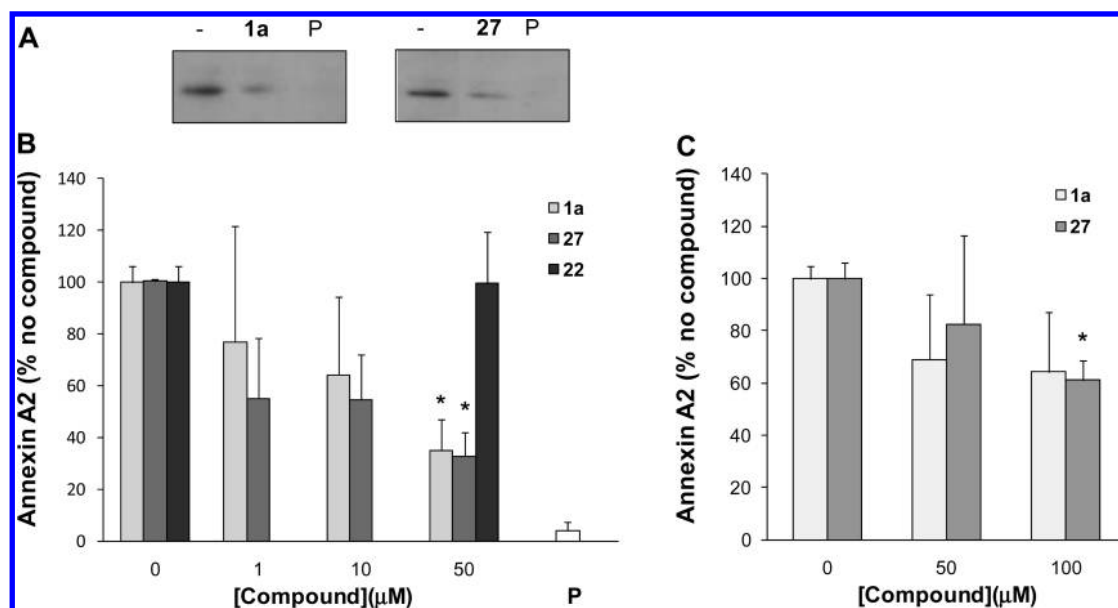 A
- 1a P
- 27 P
B
Annexin A2 (% no compound)
140
120
100
80
60
40
20
0
1a
27
22
* *
0 1 10 50
[Compound](µM) P
C
Annexin A2 (% no compound)
140
120
100
80
60
40
20
0
1a
27
*
0 50 100
[Compound](µM)